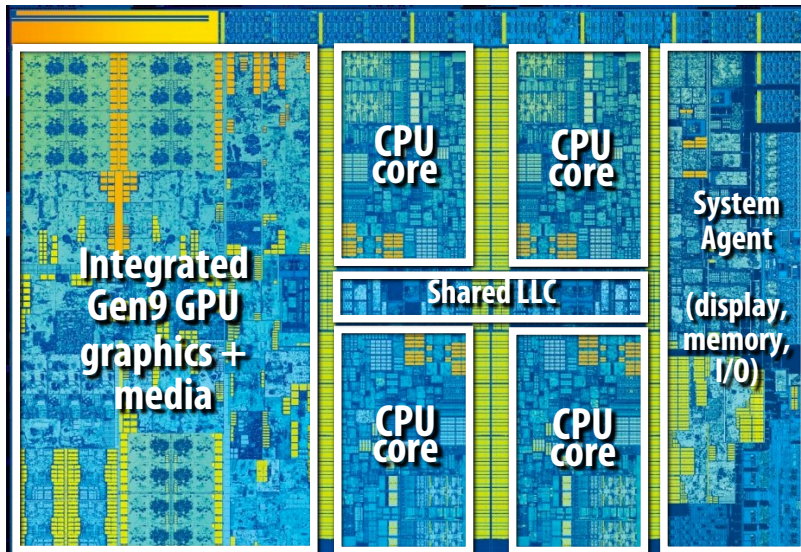 CPU
core
CPU
core
System
Agent
(display,
memory,
I/O)
Integrated
Gen9 GPU
graphics +
media
Shared LLC
CPU
core
CPU
core